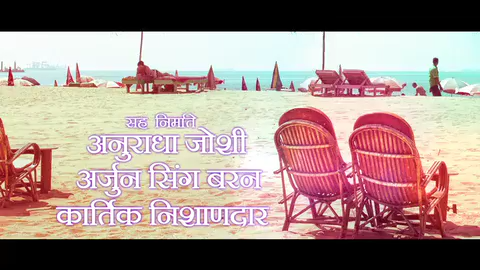 सह निर्माते
अनुराधा जोशी
अर्जुन सिंग बरन
कार्तिक निशाणदार